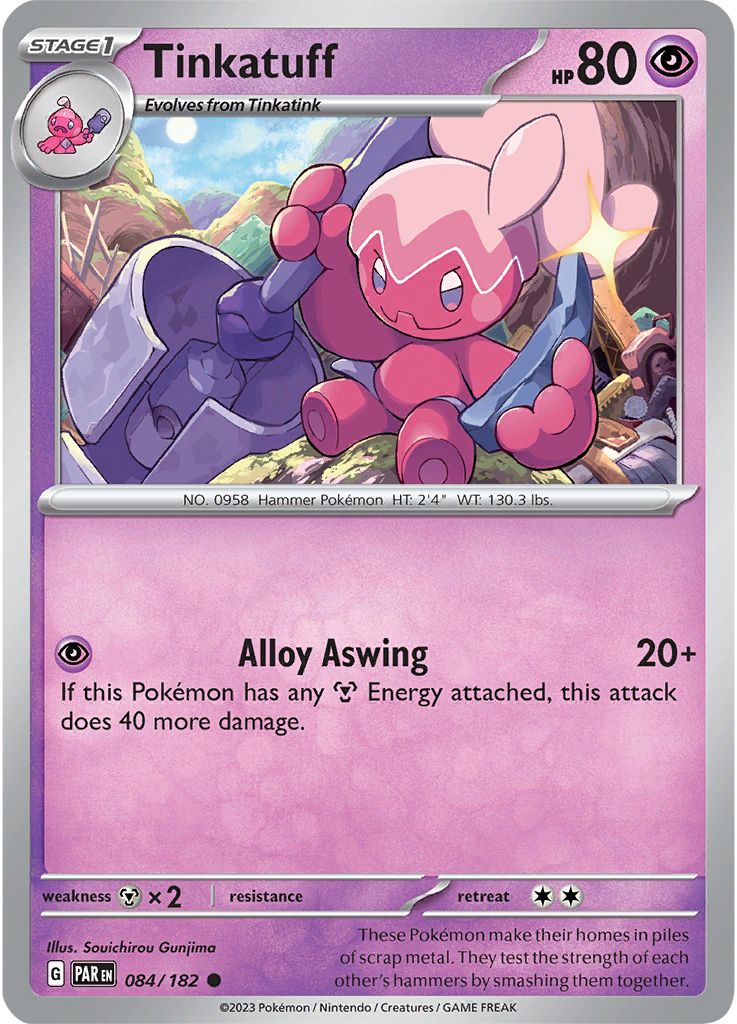 STAGE1
Tinkatuff
HP80
Evolves from Tinkatink
NO. 0958 Hammer Pokémon HT: 2'4" WT: 130.3 lbs.
Alloy Aswing 20+
If this Pokémon has any Energy attached, this attack
does 40 more damage.
weakness ×2 resistance retreat
Illus. Souichirou Gunjima
These Pokémon make their homes in piles
of scrap metal. They test the strength of each
other's hammers by smashing them together.
G PAR EN 084/182
©2023 Pokémon / Nintendo / Creatures / GAME FREAK